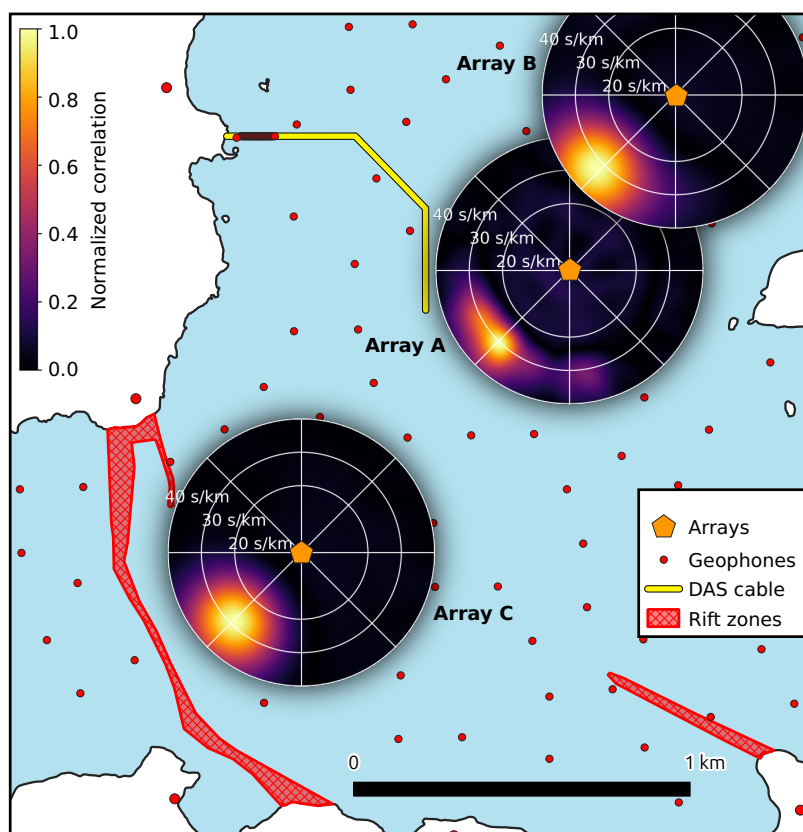 1.0
0.8
0.6
0.4
0.2
0.0
Normalized correlation
Array B
40 s/km
30 s/km
20 s/km
Array A
40 s/km
30 s/km
20 s/km
Array C
40 s/km
30 s/km
20 s/km
Arrays
Geophones
DAS cable
Rift zones
0
1 km